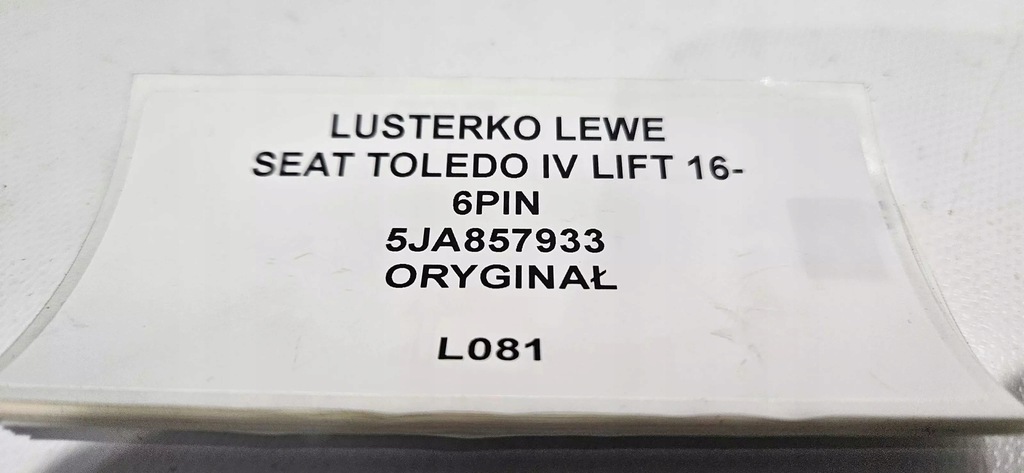 LUSTERKO LEWE
SEAT TOLEDO IV LIFT 16-
6PIN
5JA857933
ORYGINAŁ
L081